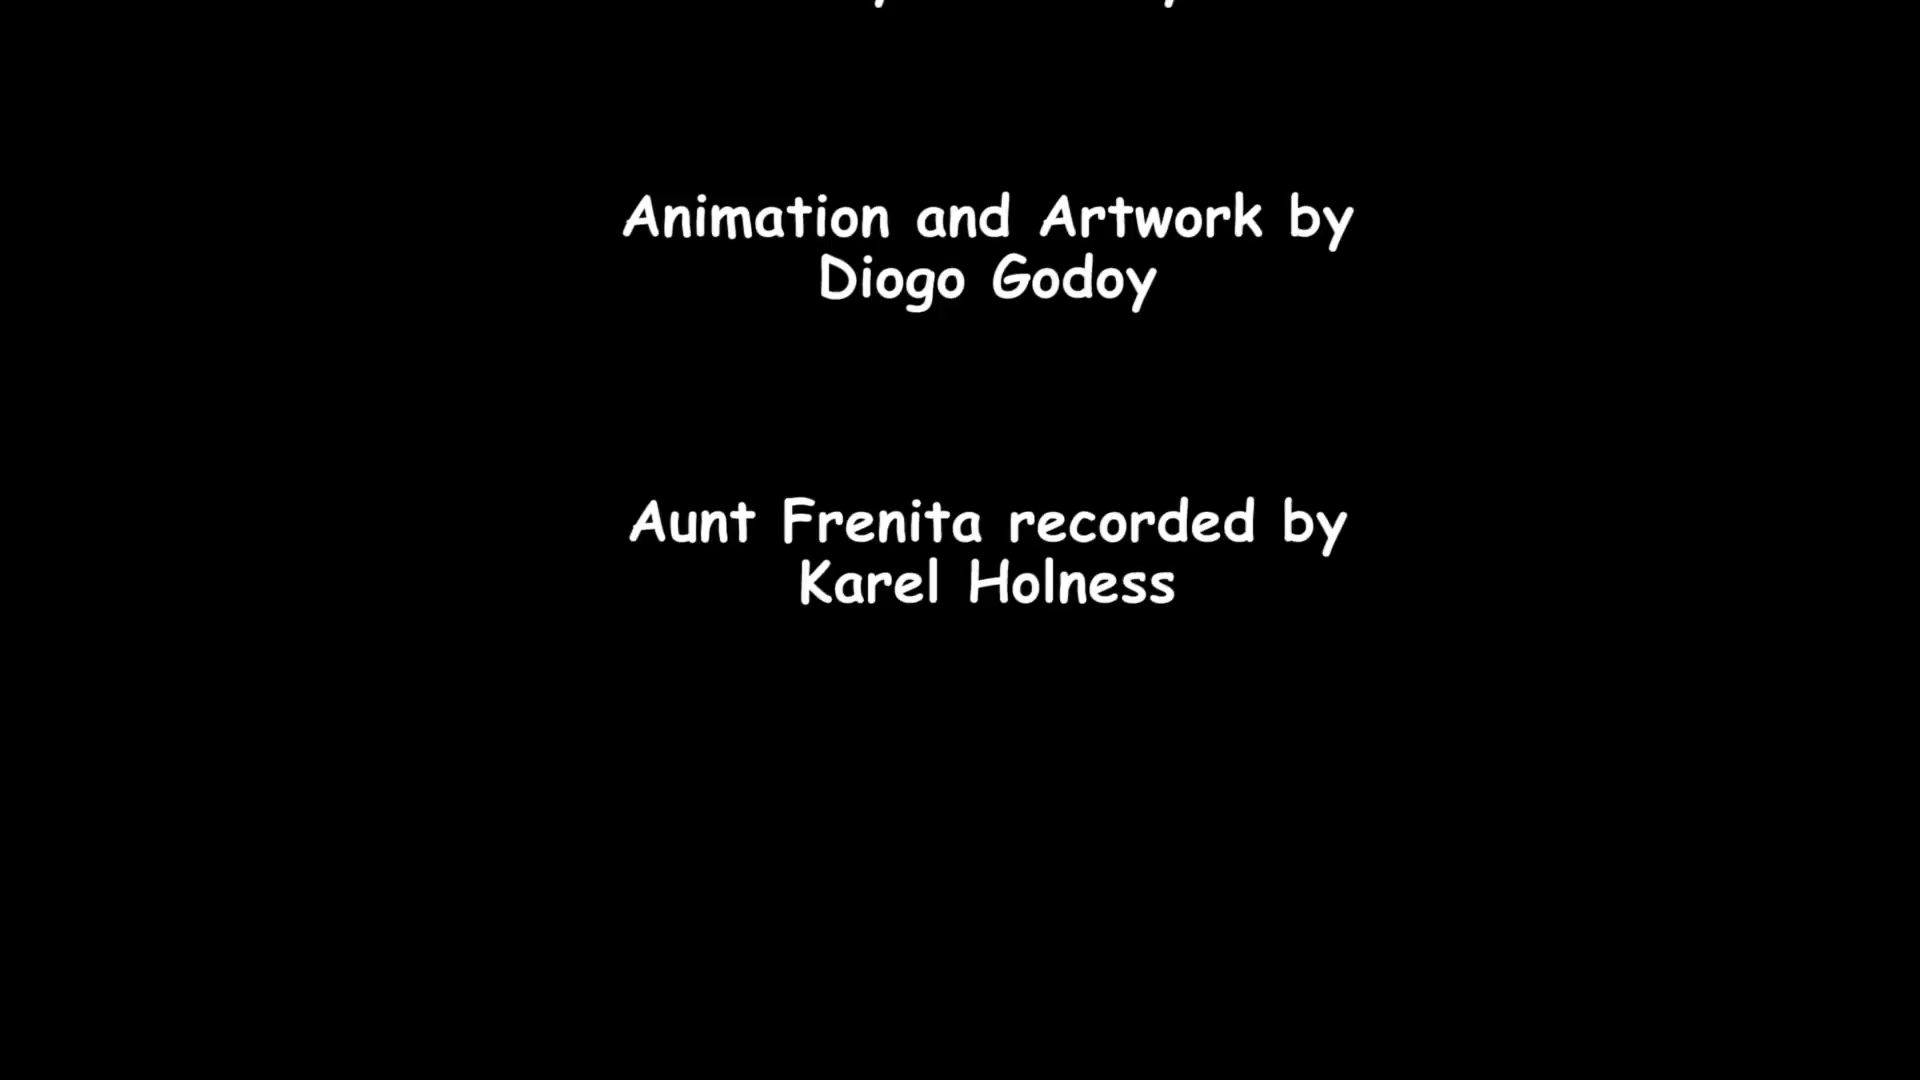 Animation and Artwork by
Diogo Godoy
Aunt Frenita recorded by
Karel Holness